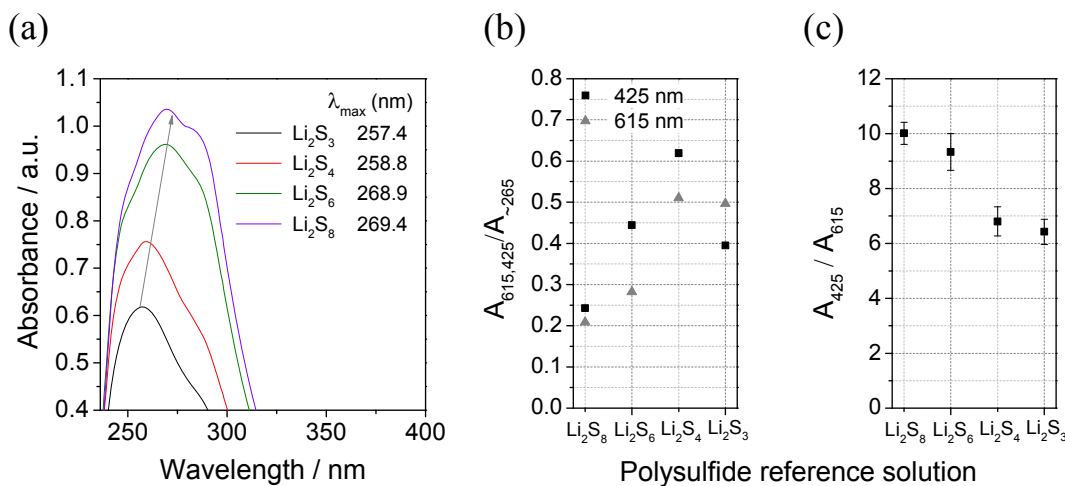 (a)
1.1
1.0
0.9
0.8
0.7
0.6
0.5
0.4
250
300
350
400
Absorbance / a.u.
Wavelength / nm
λmax (nm)
Li2S3 257.4
Li2S4 258.8
Li2S6 268.9
Li2S8 269.4
(b)
0.8
0.7
0.6
0.5
0.4
0.3
0.2
0.1
0.0
A615,425/A~265
425 nm
615 nm
Li2S8
Li2S6
Li2S4
Li2S3
(c)
12
10
8
6
4
2
0
A425 / A615
Li2S8
Li2S6
Li2S4
Li2S3
Polysulfide reference solution